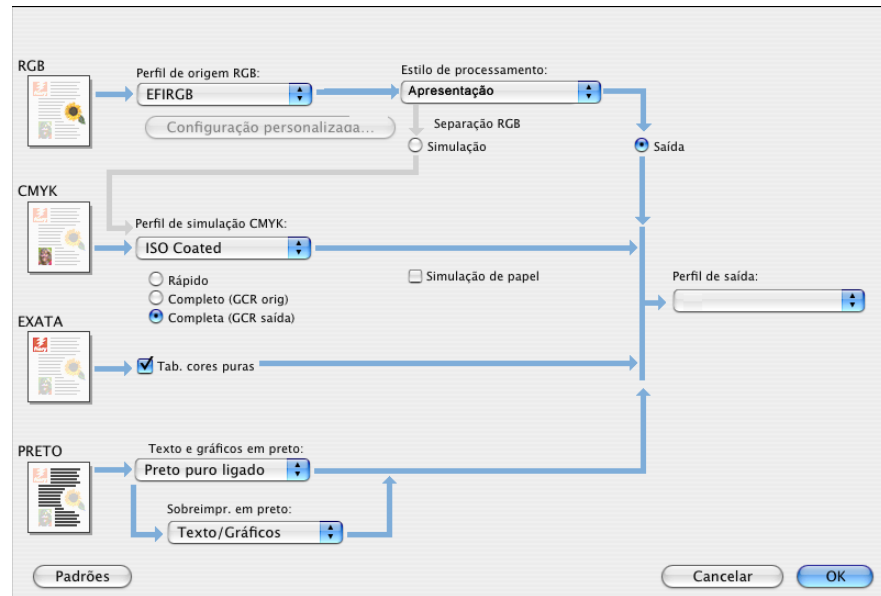 RGB
Perfil de origem RGB:
EFIRGB
Configuração personalizada...
Estilo de processamento:
Apresentação
Separação RGB
Simulação
Saída
CMYK
Perfil de simulação CMYK:
ISO Coated
Rápido
Completo (GCR orig)
Completa (GCR saída)
Simulação de papel
Perfil de saída:
EXATA
Tab. cores puras
PRETO
Texto e gráficos em preto:
Preto puro ligado
Sobreimpr. em preto:
Texto/Gráficos
Padrões
Cancelar
OK